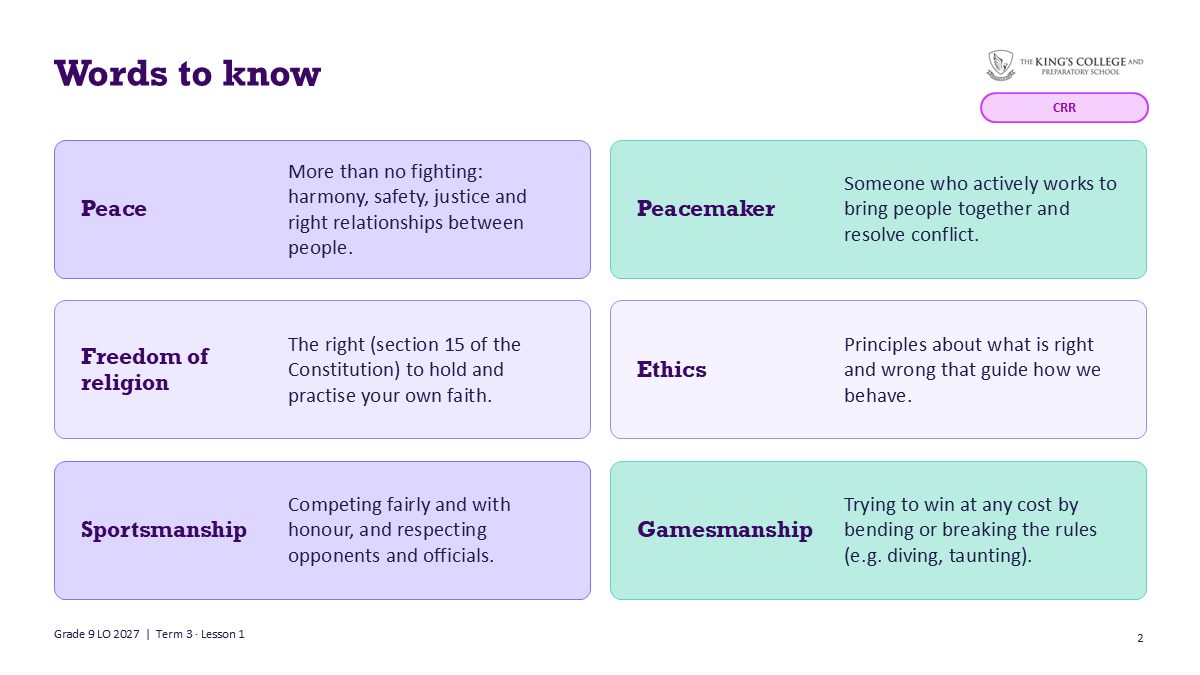 Words to know
THE KING'S COLLEGE AND
PREPARATORY SCHOOL
CRR
Peace
More than no fighting:
harmony, safety, justice and
right relationships between
people.
Peacemaker
Someone who actively works to
bring people together and
resolve conflict.
Freedom of
religion
The right (section 15 of the
Constitution) to hold and
practise your own faith.
Ethics
Principles about what is right
and wrong that guide how we
behave.
Sportsmanship
Competing fairly and with
honour, and respecting
opponents and officials.
Gamesmanship
Trying to win at any cost by
bending or breaking the rules
(e.g. diving, taunting).
Grade 9 LO 2027 | Term 3 · Lesson 1
2